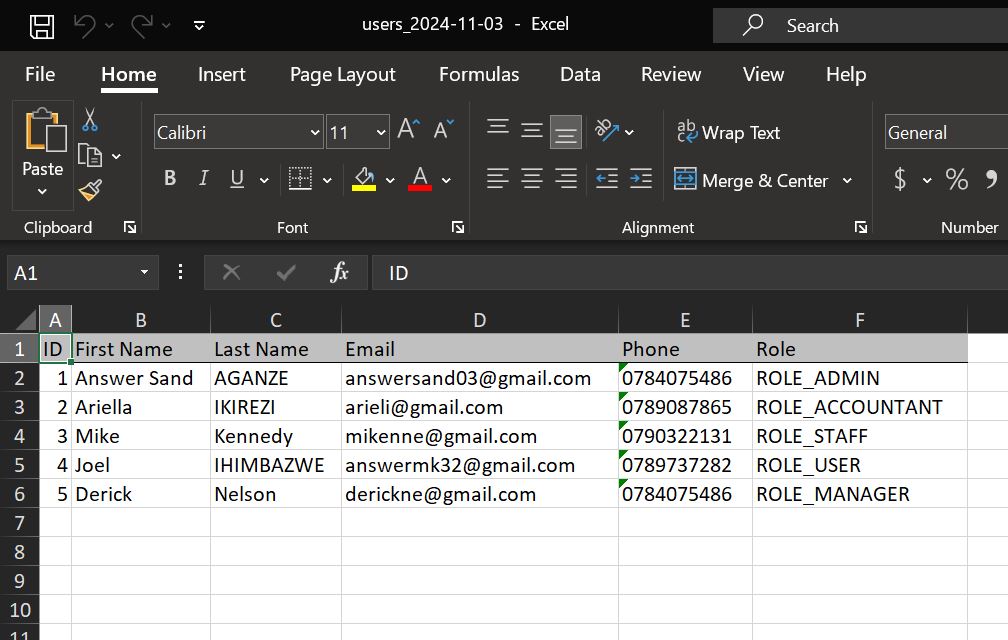 users_2024-11-03 - Excel
Search
File Home Insert Page Layout Formulas Data Review View Help
Calibri 11 A A ab Wrap Text General
Paste B I U A Merge & Center $ % 9
Clipboard Font Alignment Number
A1 fx ID
A B C D E F
1 ID First Name Last Name Email Phone Role
2 1 Answer Sand AGANZE answersand03@gmail.com 0784075486 ROLE_ADMIN
3 2 Ariella IKIREZI arieli@gmail.com 0789087865 ROLE_ACCOUNTANT
4 3 Mike Kennedy mikenne@gmail.com 0790322131 ROLE_STAFF
5 4 Joel IHIMBAZWE answermk32@gmail.com 0789737282 ROLE_USER
6 5 Derick Nelson derickne@gmail.com 0784075486 ROLE_MANAGER
7
8
9
10
11